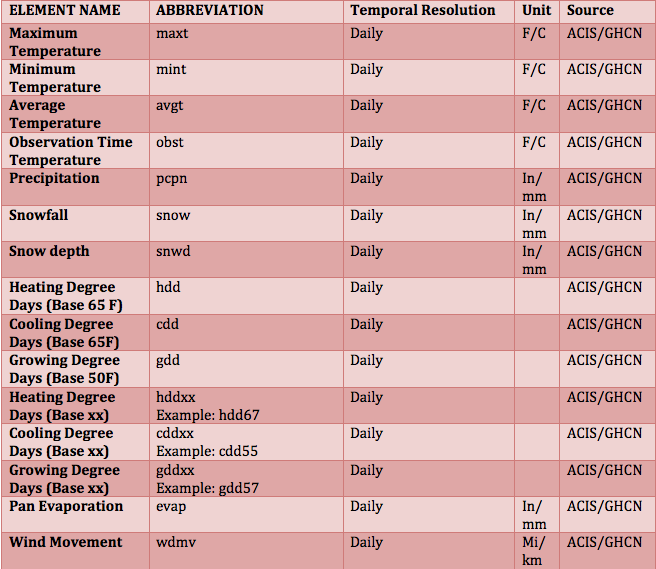 ELEMENT NAME ABBREVIATION Temporal Resolution Unit Source
Maximum Temperature maxt Daily F/C ACIS/GHCN
Minimum Temperature mint Daily F/C ACIS/GHCN
Average Temperature avgt Daily F/C ACIS/GHCN
Observation Time Temperature obst Daily F/C ACIS/GHCN
Precipitation pcpn Daily In/mm ACIS/GHCN
Snowfall snow Daily In/mm ACIS/GHCN
Snow depth snwd Daily In/mm ACIS/GHCN
Heating Degree Days (Base 65 F) hdd Daily ACIS/GHCN
Cooling Degree Days (Base 65F) cdd Daily ACIS/GHCN
Growing Degree Days (Base 50F) gdd Daily ACIS/GHCN
Heating Degree Days (Base xx) hddxx Example: hdd67 Daily ACIS/GHCN
Cooling Degree Days (Base xx) cddxx Example: cdd55 Daily ACIS/GHCN
Growing Degree Days (Base xx) gddxx Example: gdd57 Daily ACIS/GHCN
Pan Evaporation evap Daily In/mm ACIS/GHCN
Wind Movement wdmv Daily Mi/km ACIS/GHCN